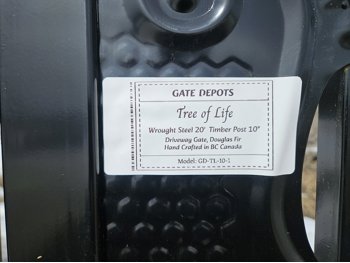 GATE DEPOTS
Tree of Life
Wrought Steel 20' Timber Post 10"
Driveway Gate, Douglas Fir
Hand Crafted in BC Canada
Model: GD-TL-10-1